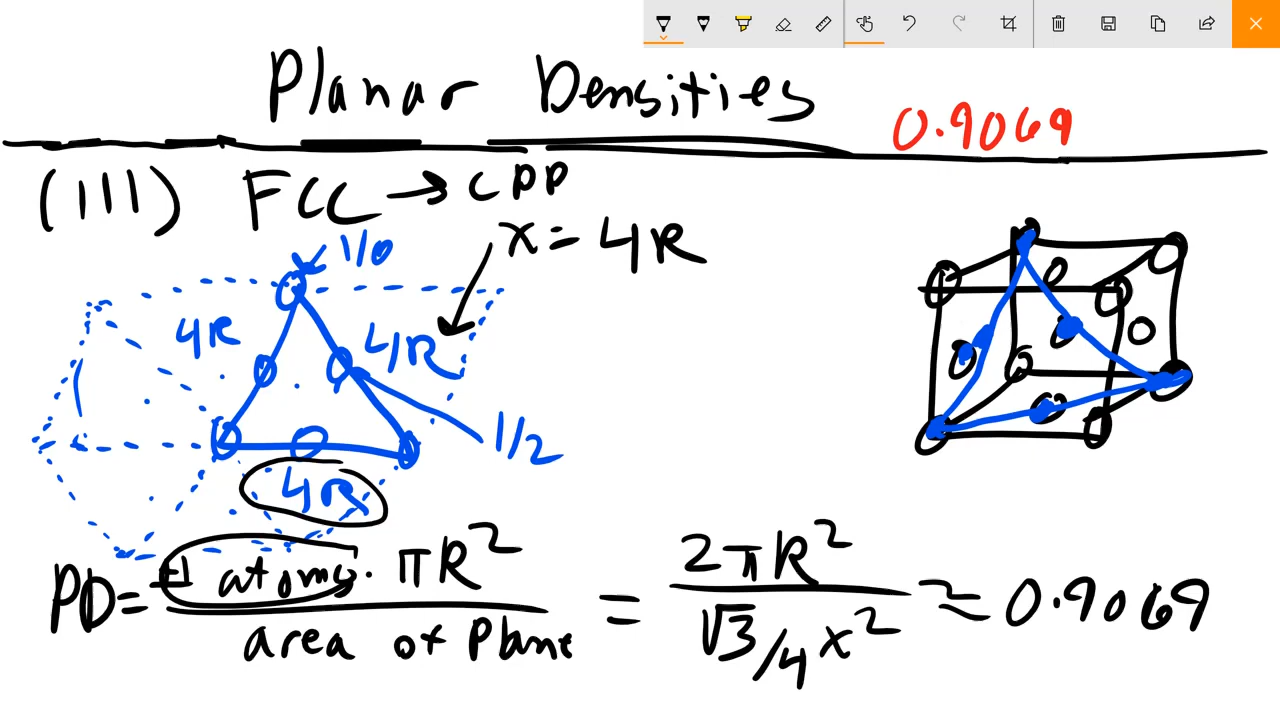 Planar Densities
0.9069
(111) FCC → CPP
x = 4R
1/6
4R
4R
1/2
4R
PD = # atoms · πR² / area of Plane = 2πR² / √3/4 x² ≈ 0.9069